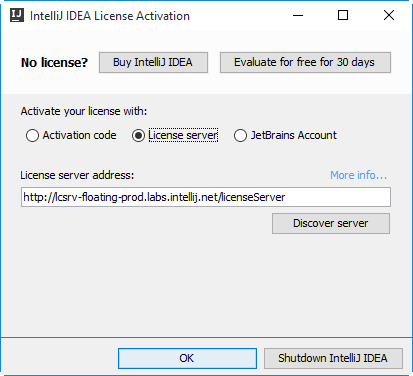 IJ IntelliJ IDEA License Activation
No license? Buy IntelliJ IDEA Evaluate for free for 30 days
Activate your license with:
Activation code License server JetBrains Account
License server address: More info...
http://lcsrv-floating-prod.labs.intellij.net/licenseServer
Discover server
OK Shutdown IntelliJ IDEA